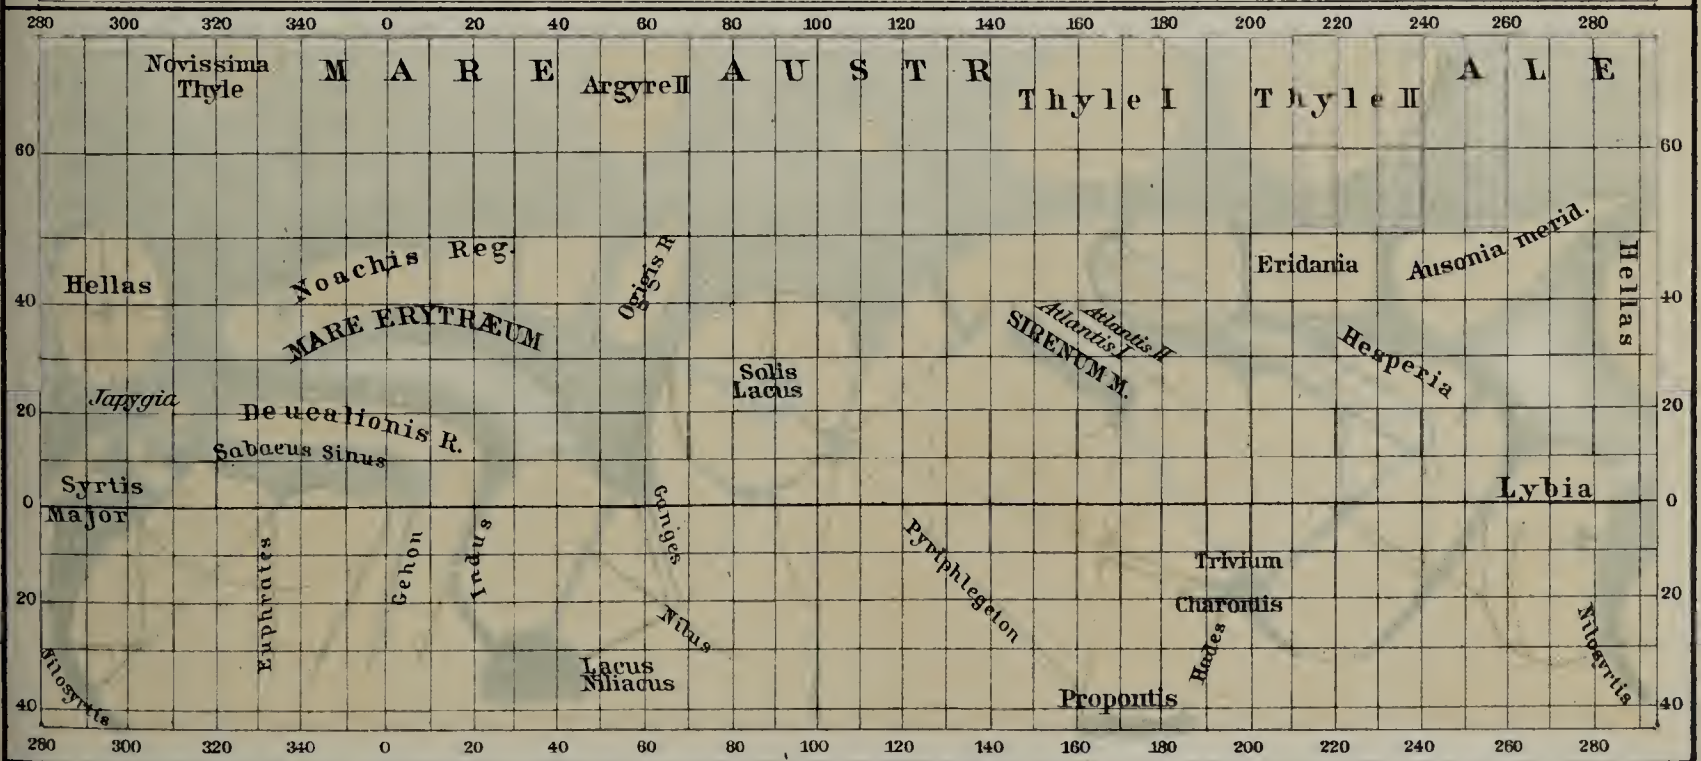 280 300 320 340 0 20 40 60 80 100 120 140 160 180 200 220 240 260 280
Novissima
Thyle
MARE AUSTRALE
Argyre II
Thyle I
Thyle II
60 60
Noachis Reg.
Ogigis R
Eridania
Ausonia merid.
Hellas
Hellas
40 40
MARE ERYTRÆUM
Atlantis II
Atlantis I
SIRENUM M.
Hesperia
Solis
Lacus
Japygia
20 20
Deucalionis R.
Sabaeus Sinus
Syrtis
Major
Lybia
0 0
Euphrates
Gehon
Indus
Ganges
Pyriphlegeton
Trivium
Charontis
20 20
Nilus
Hades
Nilosyrtis
Nilosyrtis
Lacus
Niliacus
Propontis
40 40
280 300 320 340 0 20 40 60 80 100 120 140 160 180 200 220 240 260 280